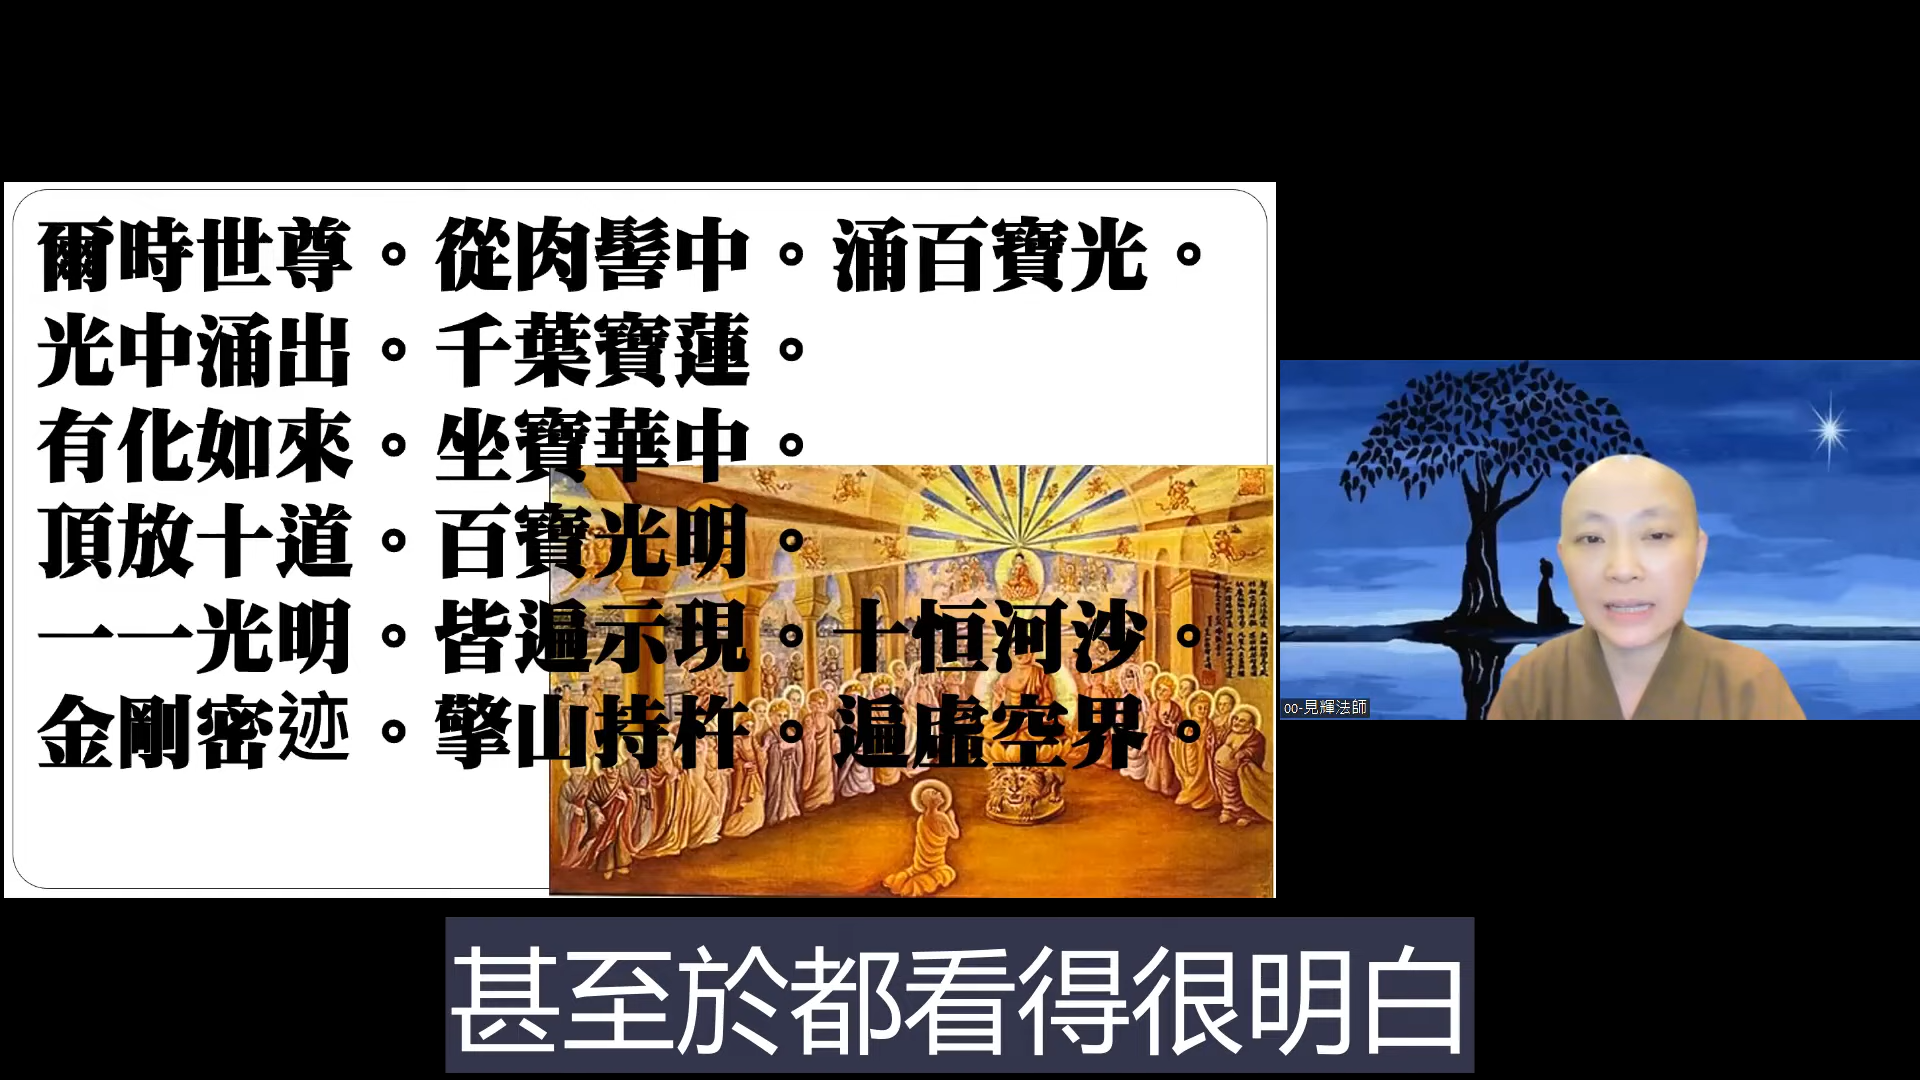 爾時世尊。從肉髻中。涌百寶光。
光中涌出。千葉寶蓮。
有化如來。坐寶華中。
頂放十道。百寶光明。
一一光明。皆遍示現。十恒河沙。
金剛密迹。擎山持杵。遍虛空界。
00-見輝法師
甚至於都看得很明白